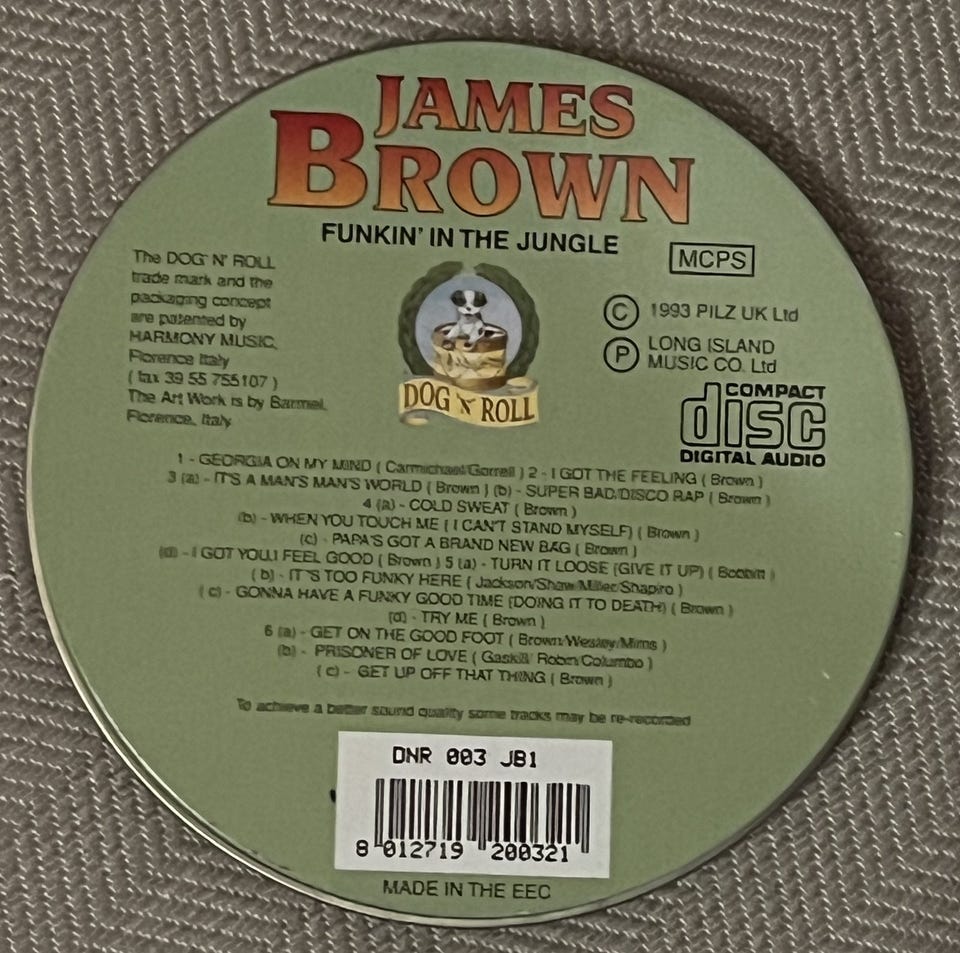 JAMES
BROWN
FUNKIN' IN THE JUNGLE
MCPS
The DOG' N' ROLL
trade mark and the
packaging concept
are patented by
HARMONY MUSIC,
Florence Italy
( fax 39 55 755107 )
The Art Work is by Barmel,
Florence, Italy
DOG 'N' ROLL
C 1993 PILZ UK Ltd
P LONG ISLAND
MUSIC CO. Ltd
COMPACT
disc
DIGITAL AUDIO
1 - GEORGIA ON MY MIND ( Carmichael/Gorrell ) 2 - I GOT THE FEELING ( Brown )
3 (a) - IT'S A MAN'S MAN'S WORLD ( Brown ) (b) - SUPER BAD/DISCO RAP ( Brown )
4 (a) - COLD SWEAT ( Brown )
(b) - WHEN YOU TOUCH ME ( I CAN'T STAND MYSELF) ( Brown )
(c) - PAPA'S GOT A BRAND NEW BAG ( Brown )
(d) - I GOT YOU,I FEEL GOOD ( Brown ) 5 (a) - TURN IT LOOSE (GIVE IT UP) ( )
( b) - IT'S TOO FUNKY HERE ( Jackson/Shaw/Miller/Shapiro )
( c) - GONNA HAVE A FUNKY GOOD TIME (DOING IT TO DEATH) ( Brown )
(d) - TRY ME ( Brown )
6 (a) - GET ON THE GOOD FOOT ( Brown/Wesley/Mims )
(b) - PRISONER OF LOVE ( Gaskill/ Robin/Columbo )
( c) - GET UP OFF THAT THING ( Brown )
To achieve a better sound quality some tracks may be re-recorded
DNR 003 JB1
8 012719 200321
MADE IN THE EEC